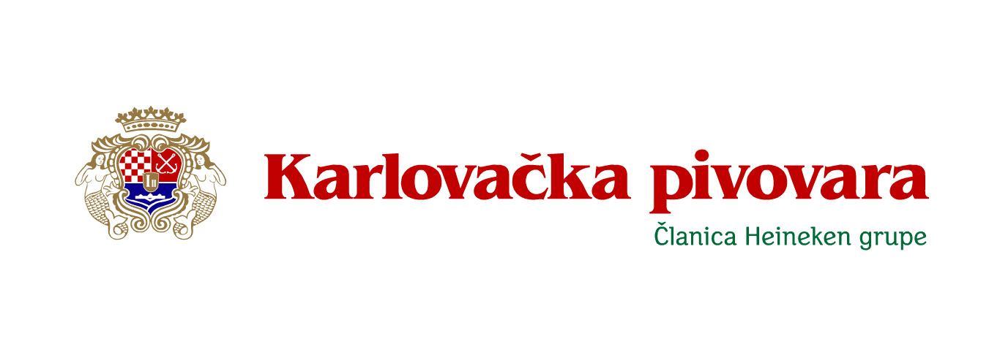 Karlovačka pivovara
Članica Heineken grupe